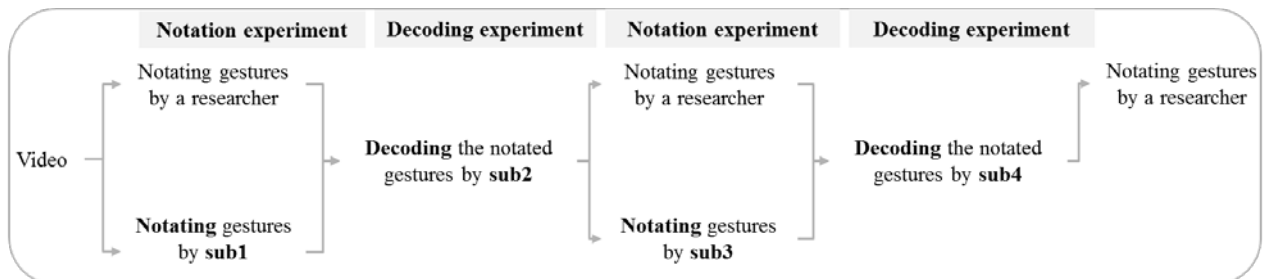 Notation experiment
Decoding experiment
Notation experiment
Decoding experiment
Video
Notating gestures
by a researcher
Notating gestures
by sub1
Decoding the notated
gestures by sub2
Notating gestures
by a researcher
Notating gestures
by sub3
Decoding the notated
gestures by sub4
Notating gestures
by a researcher